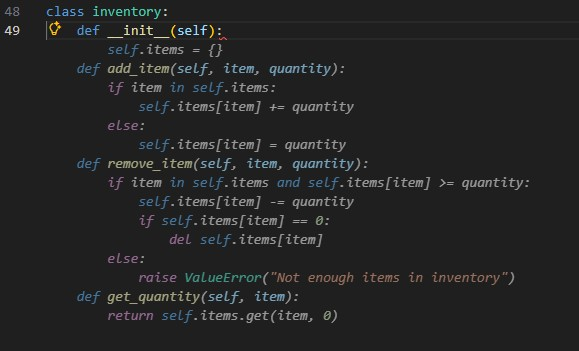 48 class inventory:
49     def __init__(self):
        self.items = {}
    def add_item(self, item, quantity):
        if item in self.items:
            self.items[item] += quantity
        else:
            self.items[item] = quantity
    def remove_item(self, item, quantity):
        if item in self.items and self.items[item] >= quantity:
            self.items[item] -= quantity
            if self.items[item] == 0:
                del self.items[item]
        else:
            raise ValueError("Not enough items in inventory")
    def get_quantity(self, item):
        return self.items.get(item, 0)